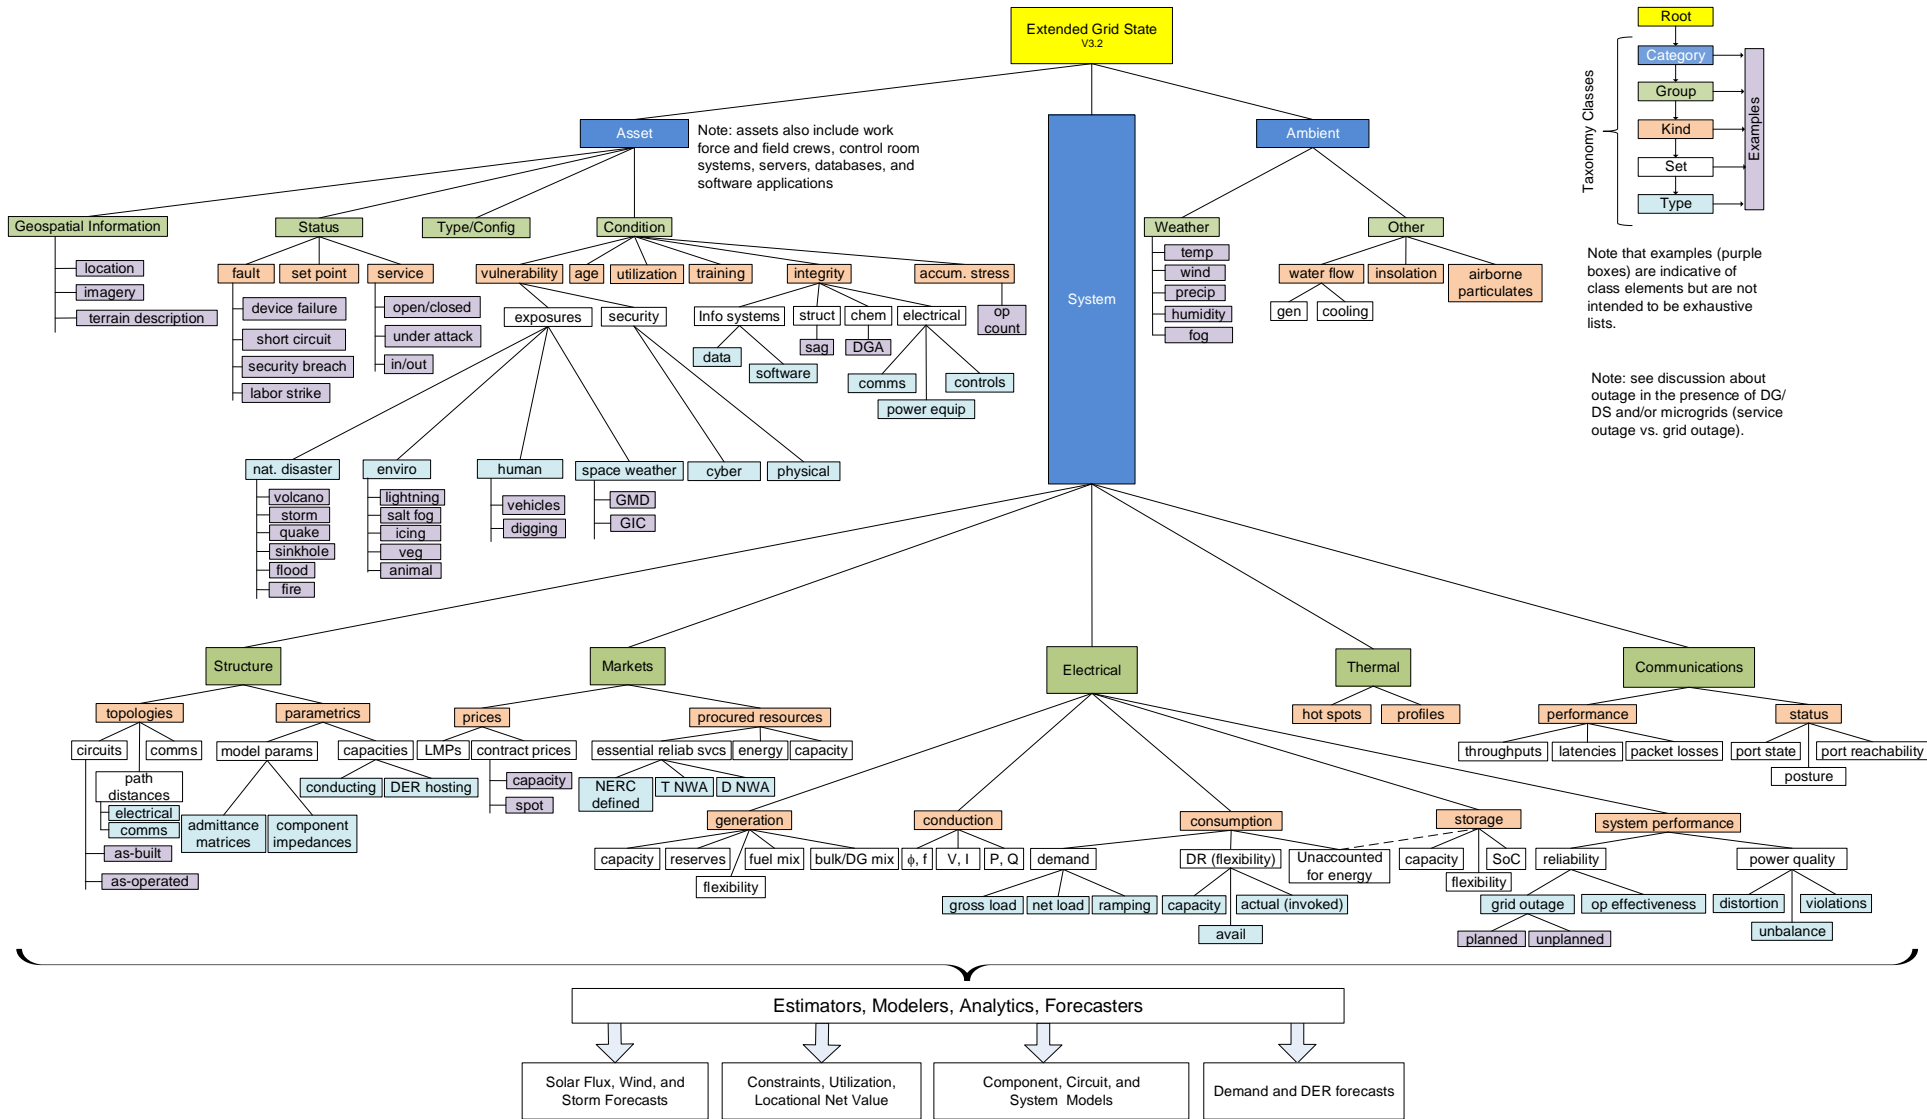 Extended Grid State
V3.2
Root
Category
Group
Kind
Set
Type
Taxonomy Classes
Examples
Asset
Note: assets also include work
force and field crews, control room
systems, servers, databases, and
software applications
System
Ambient
Note that examples (purple
boxes) are indicative of
class elements but are not
intended to be exhaustive
lists.
Note: see discussion about
outage in the presence of DG/
DS and/or microgrids (service
outage vs. grid outage).
Geospatial Information
location
imagery
terrain description
Status
fault
set point
service
device failure
short circuit
security breach
labor strike
open/closed
under attack
in/out
Type/Config
Condition
vulnerability
age
utilization
training
integrity
accum. stress
exposures
security
Info systems
struct
chem
electrical
op
count
data
software
sag
DGA
comms
controls
power equip
nat. disaster
enviro
human
space weather
cyber
physical
volcano
storm
quake
sinkhole
flood
fire
lightning
salt fog
icing
veg
animal
vehicles
digging
GMD
GIC
Weather
temp
wind
precip
humidity
fog
Other
water flow
insolation
airborne
particulates
gen
cooling
Structure
Markets
Electrical
Thermal
Communications
topologies
parametrics
circuits
comms
path
distances
electrical
comms
as-built
as-operated
model params
capacities
conducting
DER hosting
admittance
matrices
component
impedances
prices
procured resources
LMPs
contract prices
capacity
spot
essential reliab svcs
energy
capacity
NERC
defined
T NWA
D NWA
hot spots
profiles
performance
status
throughputs
latencies
packet losses
port state
port reachability
posture
generation
conduction
consumption
storage
system performance
capacity
reserves
fuel mix
bulk/DG mix
flexibility
ϕ, f
V, I
P, Q
demand
DR (flexibility)
Unaccounted
for energy
gross load
net load
ramping
capacity
actual (invoked)
avail
capacity
SoC
flexibility
reliability
power quality
grid outage
op effectiveness
distortion
violations
unbalance
planned
unplanned
Estimators, Modelers, Analytics, Forecasters
Solar Flux, Wind, and
Storm Forecasts
Constraints, Utilization,
Locational Net Value
Component, Circuit, and
System Models
Demand and DER forecasts